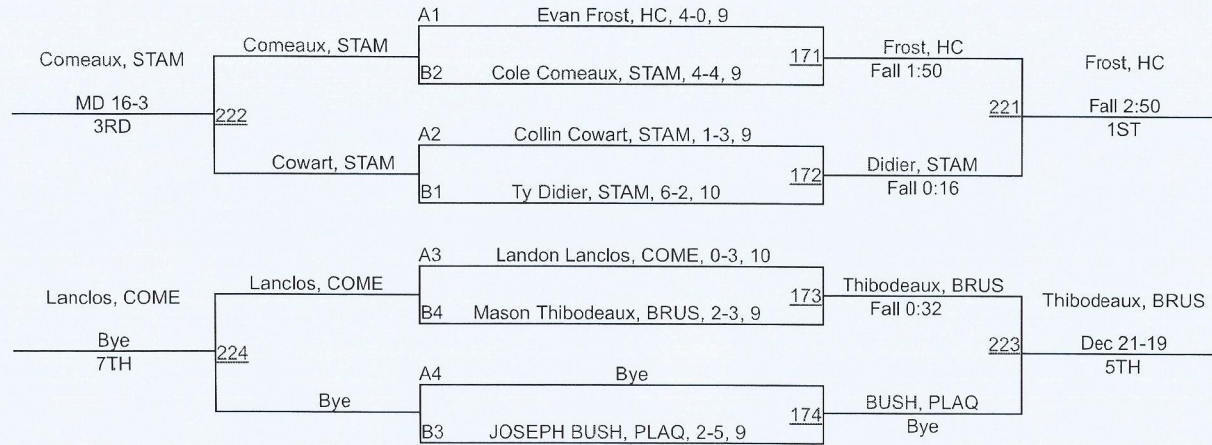 A1
Evan Frost, HC, 4-0, 9
Comeaux, STAM
171
Frost, HC
Comeaux, STAM
B2
Cole Comeaux, STAM, 4-4, 9
Fall 1:50
Frost, HC
MD 16-3
222
221
Fall 2:50
3RD
1ST
A2
Collin Cowart, STAM, 1-3, 9
Cowart, STAM
172
Didier, STAM
B1
Ty Didier, STAM, 6-2, 10
Fall 0:16
A3
Landon Lanclos, COME, 0-3, 10
Lanclos, COME
173
Thibodeaux, BRUS
Lanclos, COME
B4
Mason Thibodeaux, BRUS, 2-3, 9
Fall 0:32
Thibodeaux, BRUS
Bye
224
223
Dec 21-19
7TH
5TH
A4
Bye
Bye
174
BUSH, PLAQ
B3
JOSEPH BUSH, PLAQ, 2-5, 9
Bye